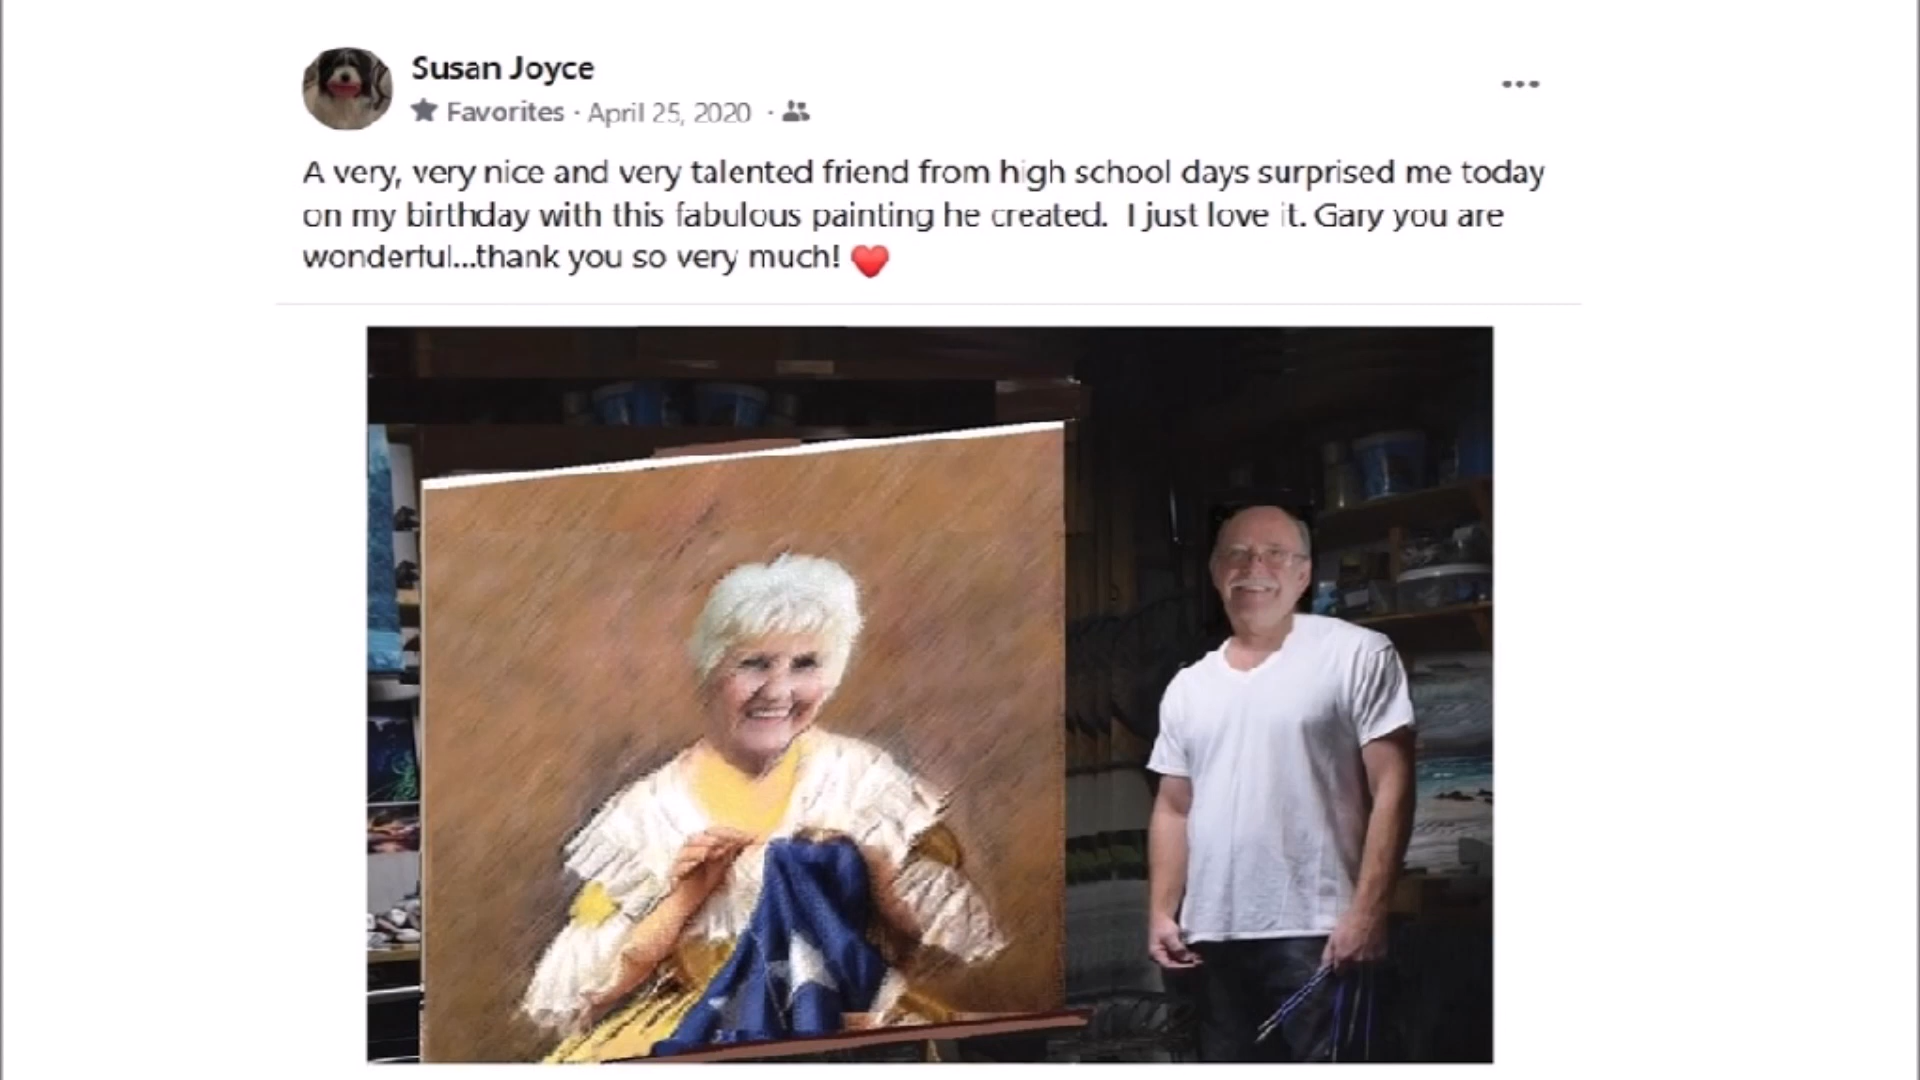 Susan Joyce
Favorites · April 25, 2020 ·
A very, very nice and very talented friend from high school days surprised me today
on my birthday with this fabulous painting he created.  I just love it. Gary you are
wonderful...thank you so very much! ❤️